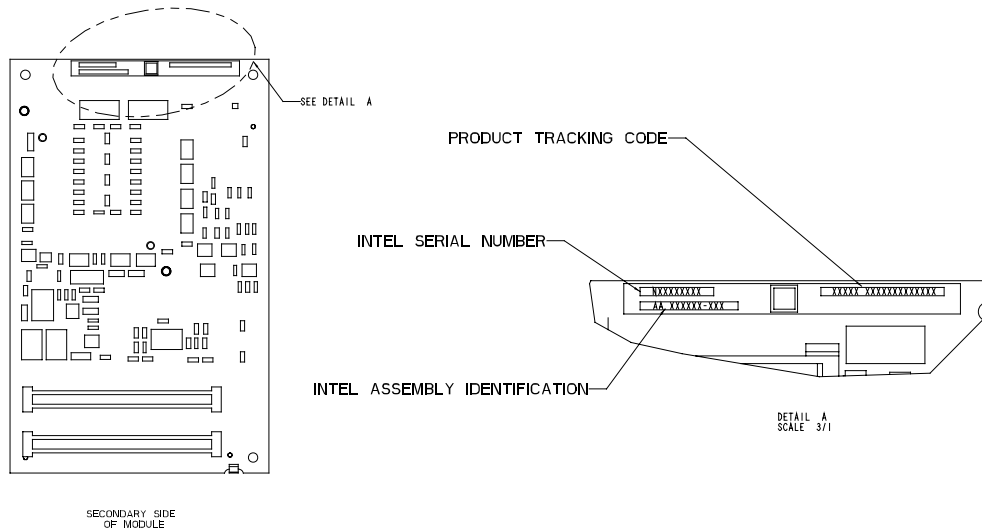 SEE DETAIL A
PRODUCT TRACKING CODE
INTEL SERIAL NUMBER
NXXXXXXXX
XXXXX XXXXXXXXXXXXX
AA XXXXXX-XXX
INTEL ASSEMBLY IDENTIFICATION
DETAIL A
SCALE 3/1
SECONDARY SIDE
OF MODULE